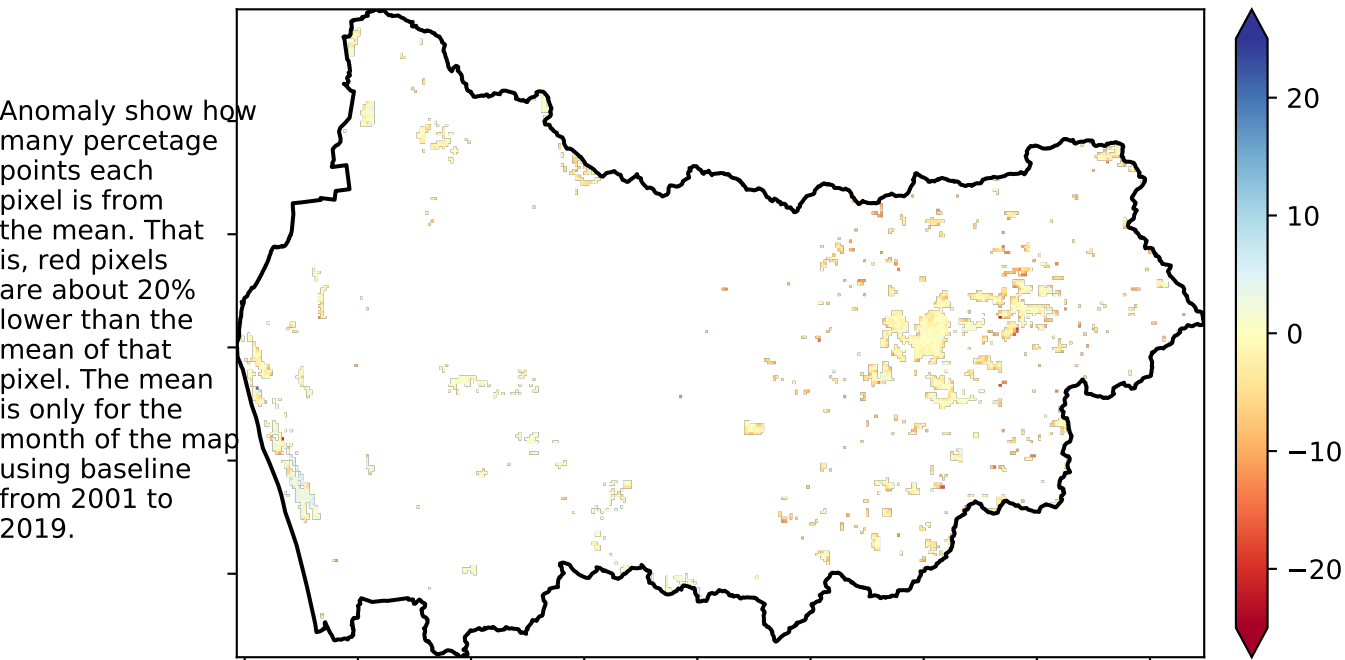 Anomaly show how
many percetage
points each
pixel is from
the mean. That
is, red pixels
are about 20%
lower than the
mean of that
pixel. The mean
is only for the
month of the map
using baseline
from 2001 to
2019.
20
10
0
−10
−20